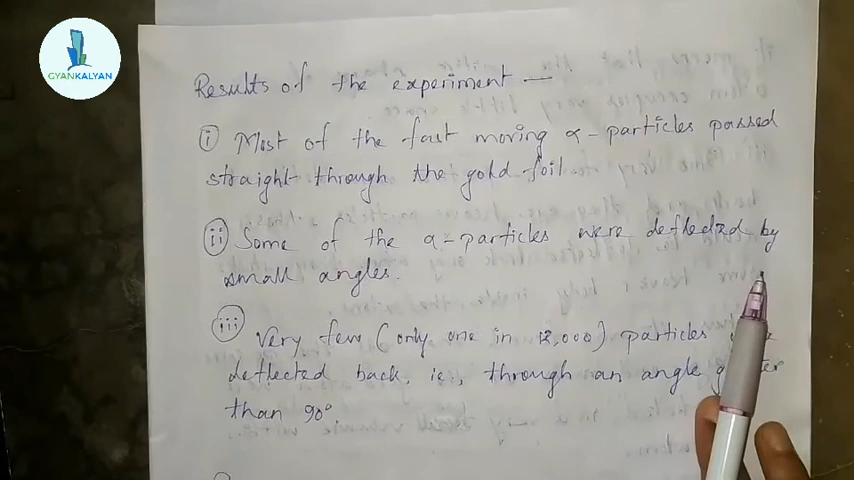 GYANKALYAN
Results of the experiment —
(i) Most of the fast moving α-particles passed
straight through the gold foil.
(ii) Some of the α-particles were deflected by
small angles.
(iii) Very few (only one in 12,000) particles
deflected back, ie., through an angle
than 90°